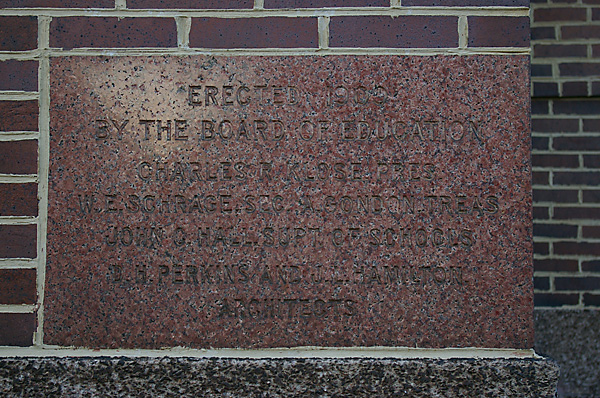 ERECTED 1909
BY THE BOARD OF EDUCATION
CHARLES R. KLOSE, PRES.
W. E. SCHRAGE, SEC. A. GONDON, TREAS.
JOHN C. HALL, SUPT. OF SCHOOLS
D. H. PERKINS AND J. L. HAMILTON
ARCHITECTS